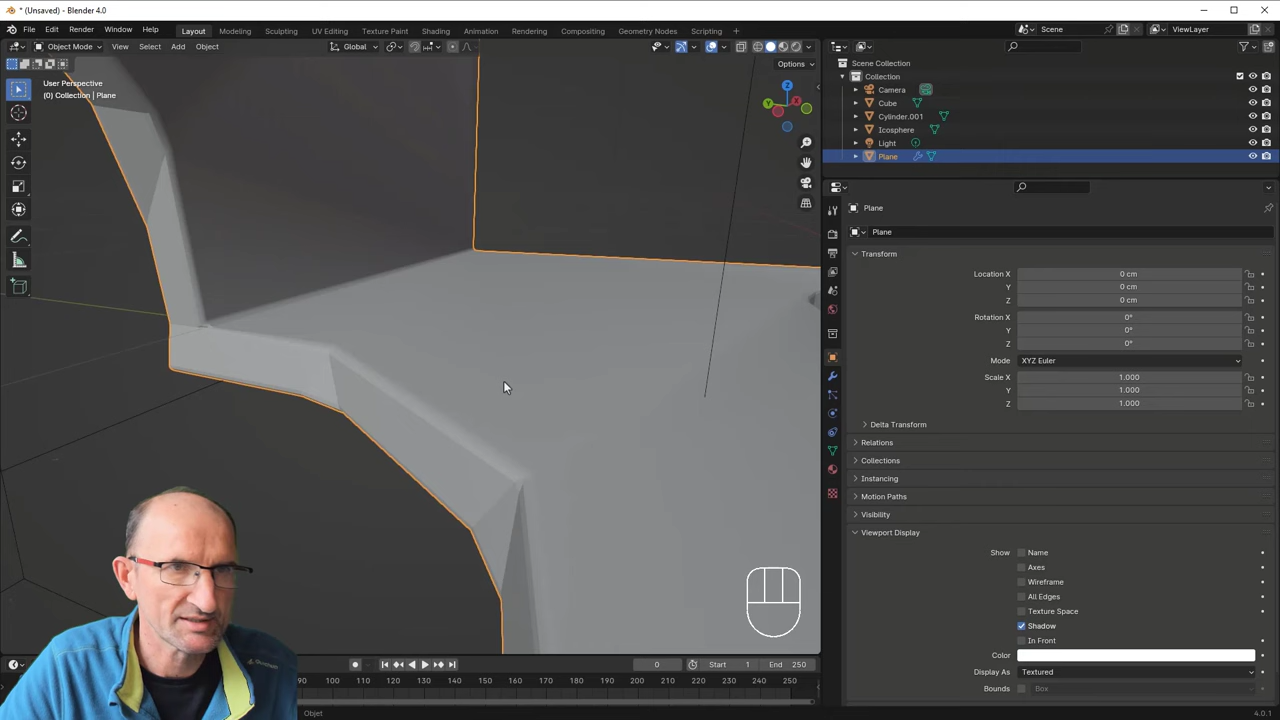 * (Unsaved) - Blender 4.0
File Edit Render Window Help Layout Modeling Sculpting UV Editing Texture Paint Shading Animation Rendering Compositing Geometry Nodes Scripting Scene ViewLayer
Object Mode View Select Add Object Global
Options
User Perspective
(0) Collection | Plane
Z
Y
X
Scene Collection
Collection
Camera
Cube
Cylinder.001
Icosphere
Light
Plane
Plane
Plane
Transform
Location X 0 cm
Y 0 cm
Z 0 cm
Rotation X 0°
Y 0°
Z 0°
Mode XYZ Euler
Scale X 1.000
Y 1.000
Z 1.000
Delta Transform
Relations
Collections
Instancing
Motion Paths
Visibility
Viewport Display
Show Name
Axes
Wireframe
All Edges
Texture Space
Shadow
In Front
Color
Display As Textured
Bounds Box
0 Start 1 End 250
90 100 110 120 130 140 150 160 170 180 190 200 210 220 230 240 250
Objet 4.0.1